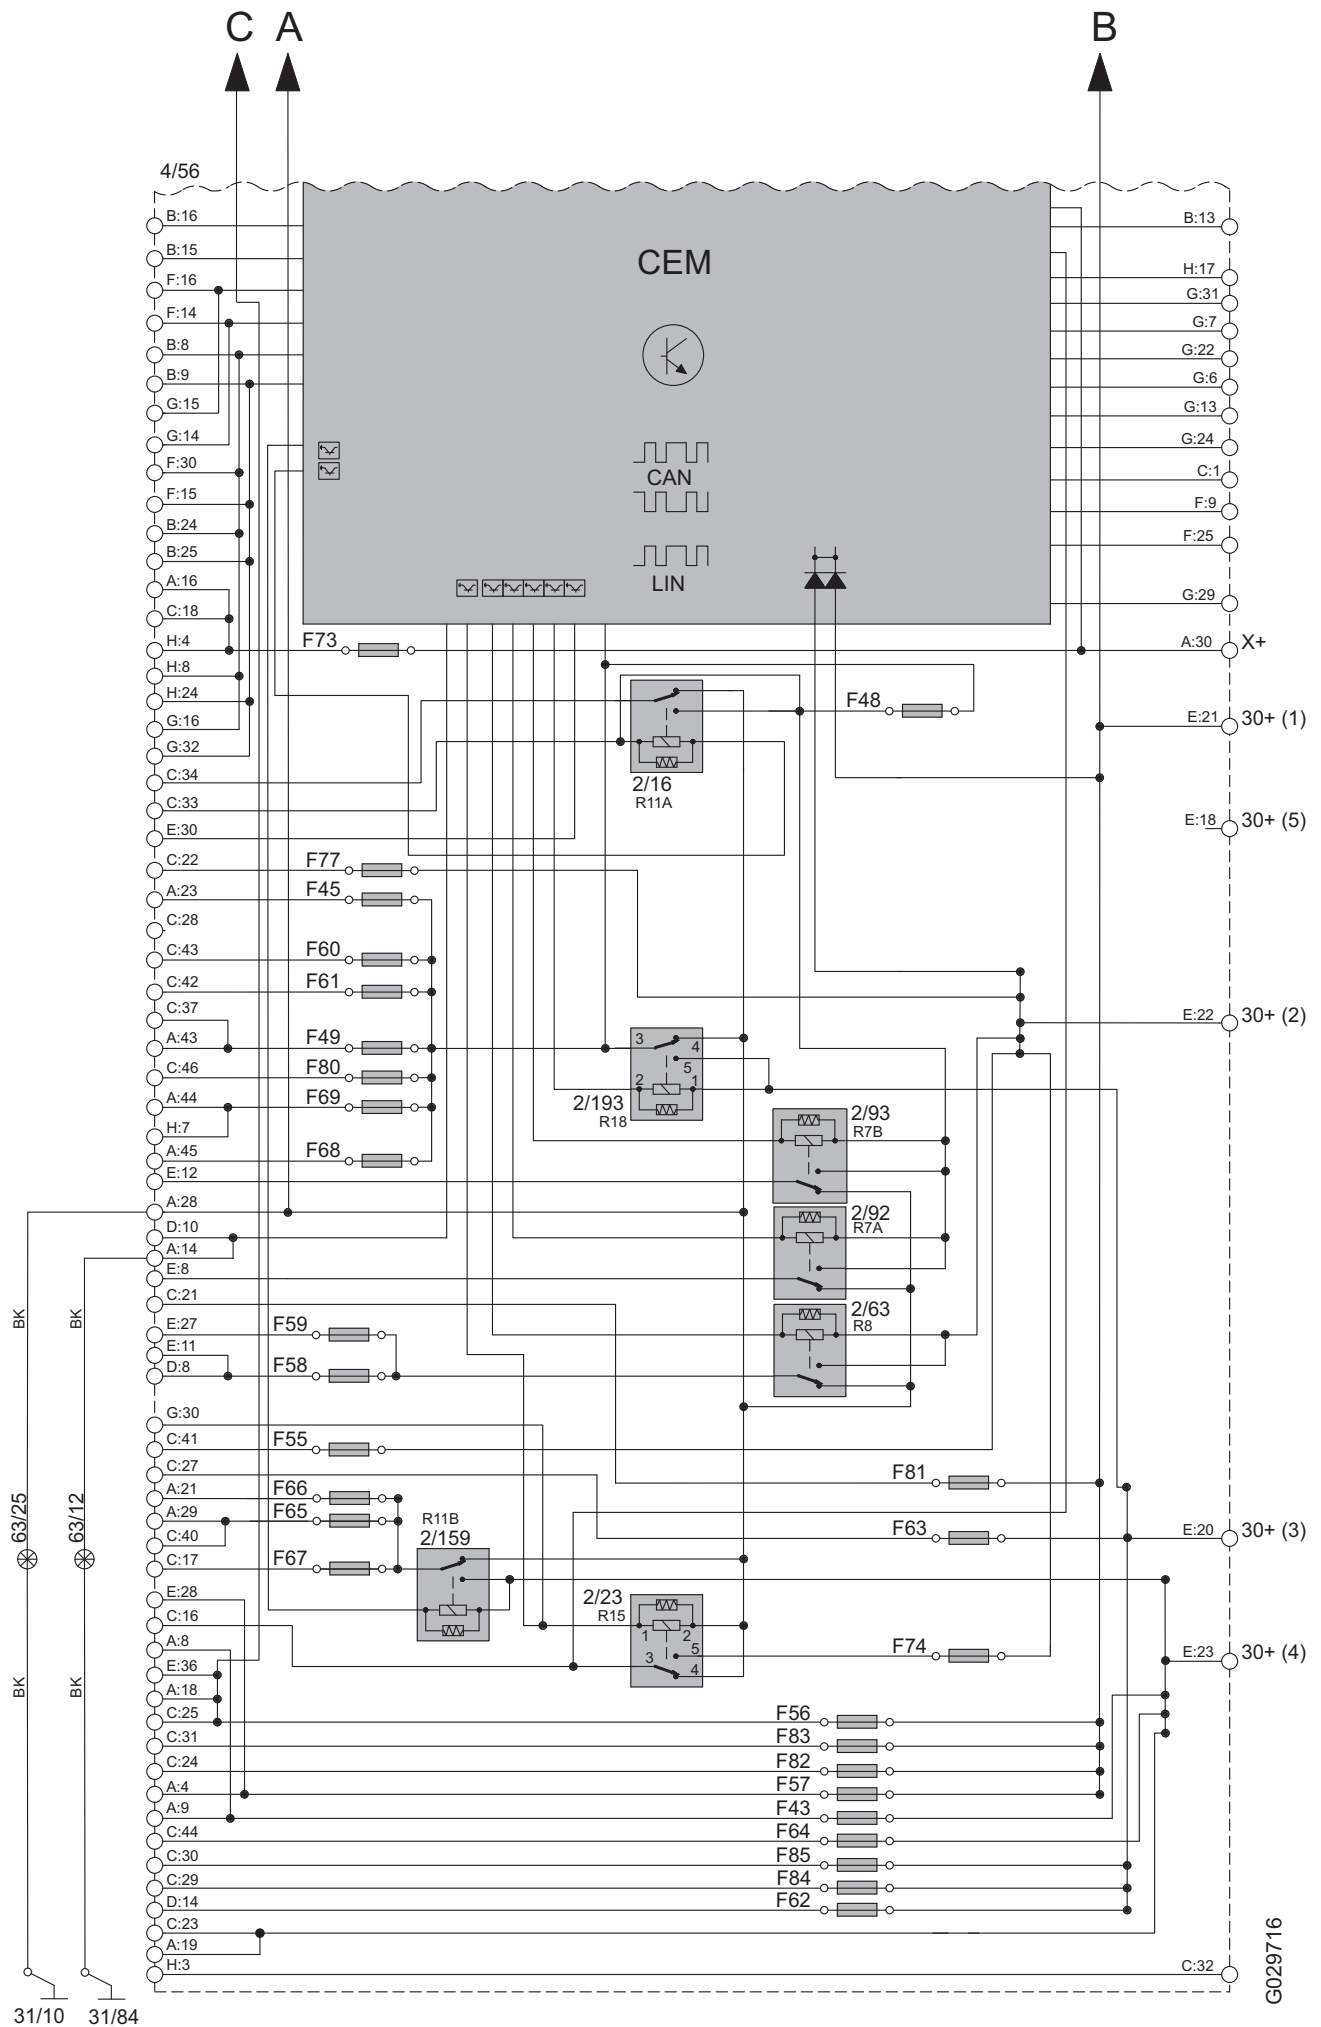 C A B
4/56
B:16
B:13
B:15
CEM
F:16
H:17
G:31
F:14
G:7
B:8
G:22
B:9
G:6
G:15
G:13
G:14
G:24
F:30
CAN
C:1
F:15
F:9
B:24
F:25
B:25
LIN
A:16
C:18
G:29
H:4
F73
A:30 X+
H:8
H:24
F48
G:16
E:21 30+ (1)
G:32
C:34
2/16
R11A
C:33
E:30
E:18 30+ (5)
C:22
F77
A:23
F45
C:28
C:43
F60
C:42
F61
C:37
E:22 30+ (2)
A:43
F49
3 4
5
C:46
F80
2 1
A:44
F69
2/193
R18
2/93
R7B
H:7
A:45
F68
E:12
A:28
2/92
R7A
D:10
A:14
E:8
C:21
2/63
R8
BK
BK
E:27
F59
E:11
D:8
F58
G:30
C:41
F55
C:27
F81
A:21
F66
A:29
F65
63/25
63/12
R11B
2/159
F63
E:20 30+ (3)
C:40
C:17
F67
E:28
2/23
R15
C:16
1 2
A:8
5
F74
3 4
E:23 30+ (4)
E:36
BK
BK
A:18
C:25
F56
C:31
F83
C:24
F82
A:4
F57
A:9
F43
C:44
F64
C:30
F85
C:29
F84
D:14
F62
C:23
A:19
H:3
C:32
31/10
31/84
G029716